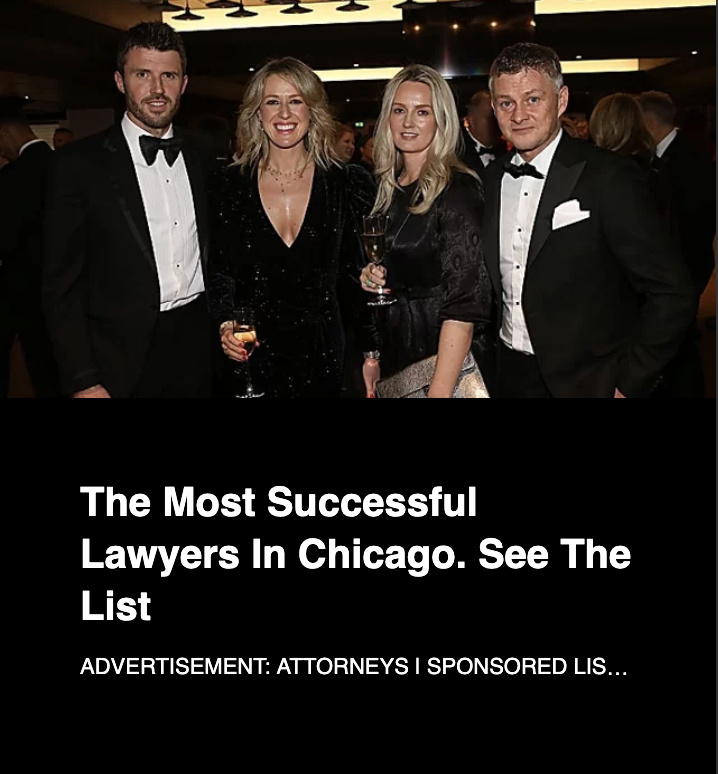 The Most Successful
Lawyers In Chicago. See The
List
ADVERTISEMENT: ATTORNEYS | SPONSORED LIS...